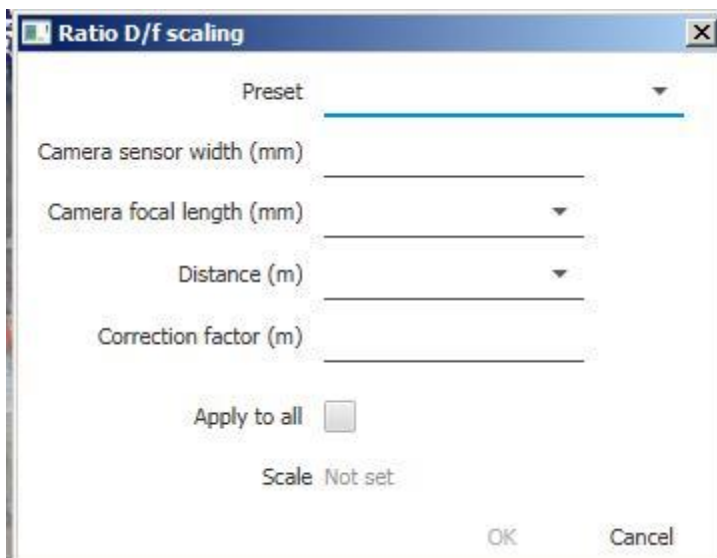 Ratio D/f scaling
Preset
Camera sensor width (mm)
Camera focal length (mm)
Distance (m)
Correction factor (m)
Apply to all
Scale Not set
OK Cancel